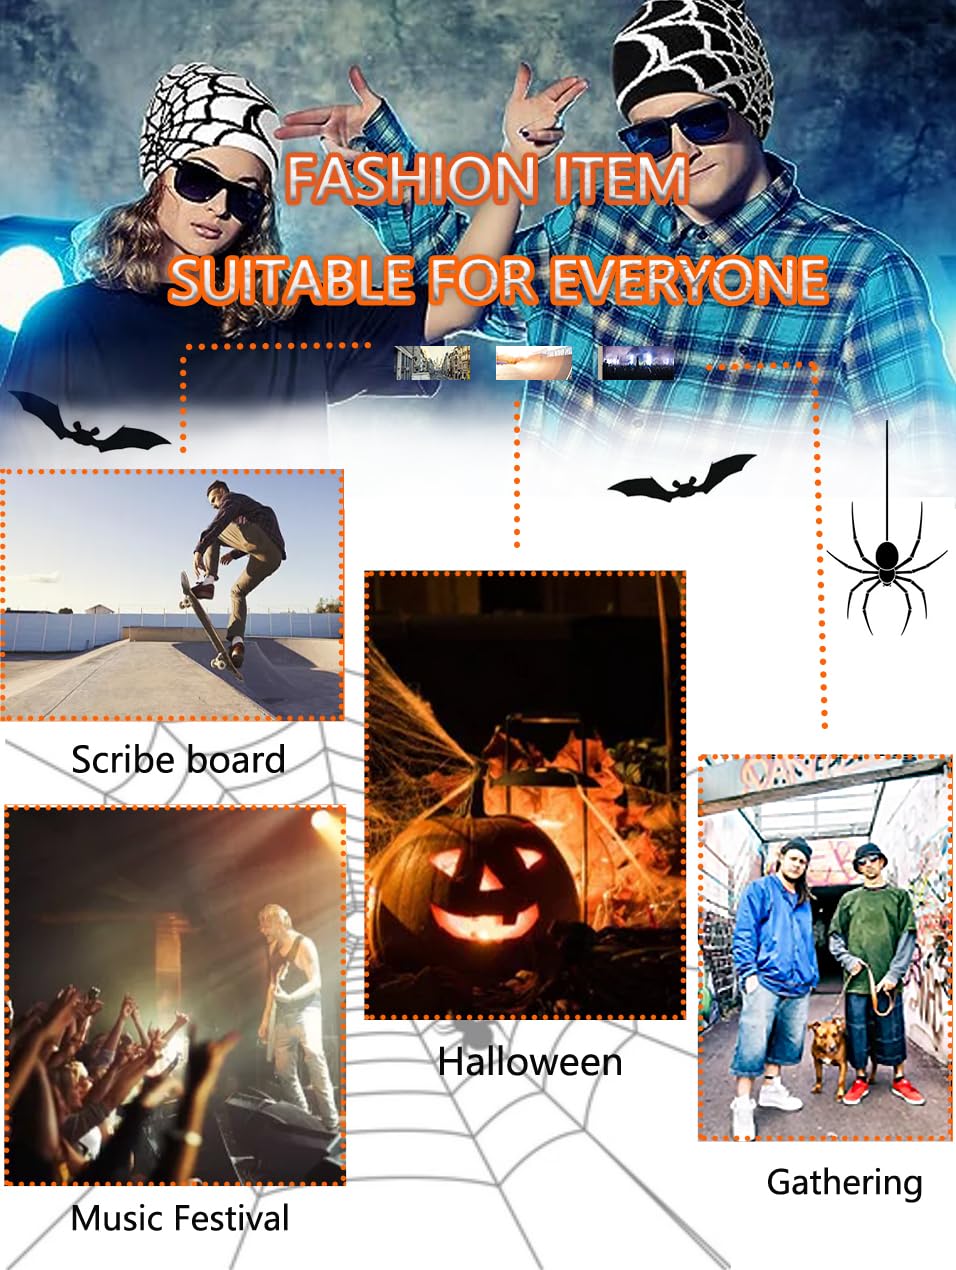 FASHION ITEM
SUITABLE FOR EVERYONE
Scribe board
Halloween
Music Festival
Gathering